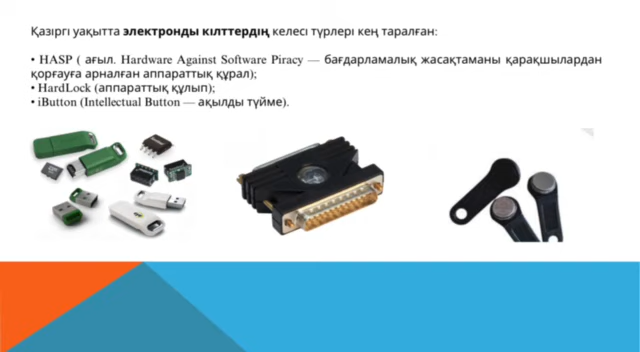 Қазіргі уақытта электронды кілттердің келесі түрлері кең таралған:
• HASP ( ағыл. Hardware Against Software Piracy — бағдарламалық жасақтаманы қарақшылардан
қорғауға арналған аппараттық құрал);
• HardLock (аппараттық құлып);
• iButton (Intellectual Button — ақылды түйме).